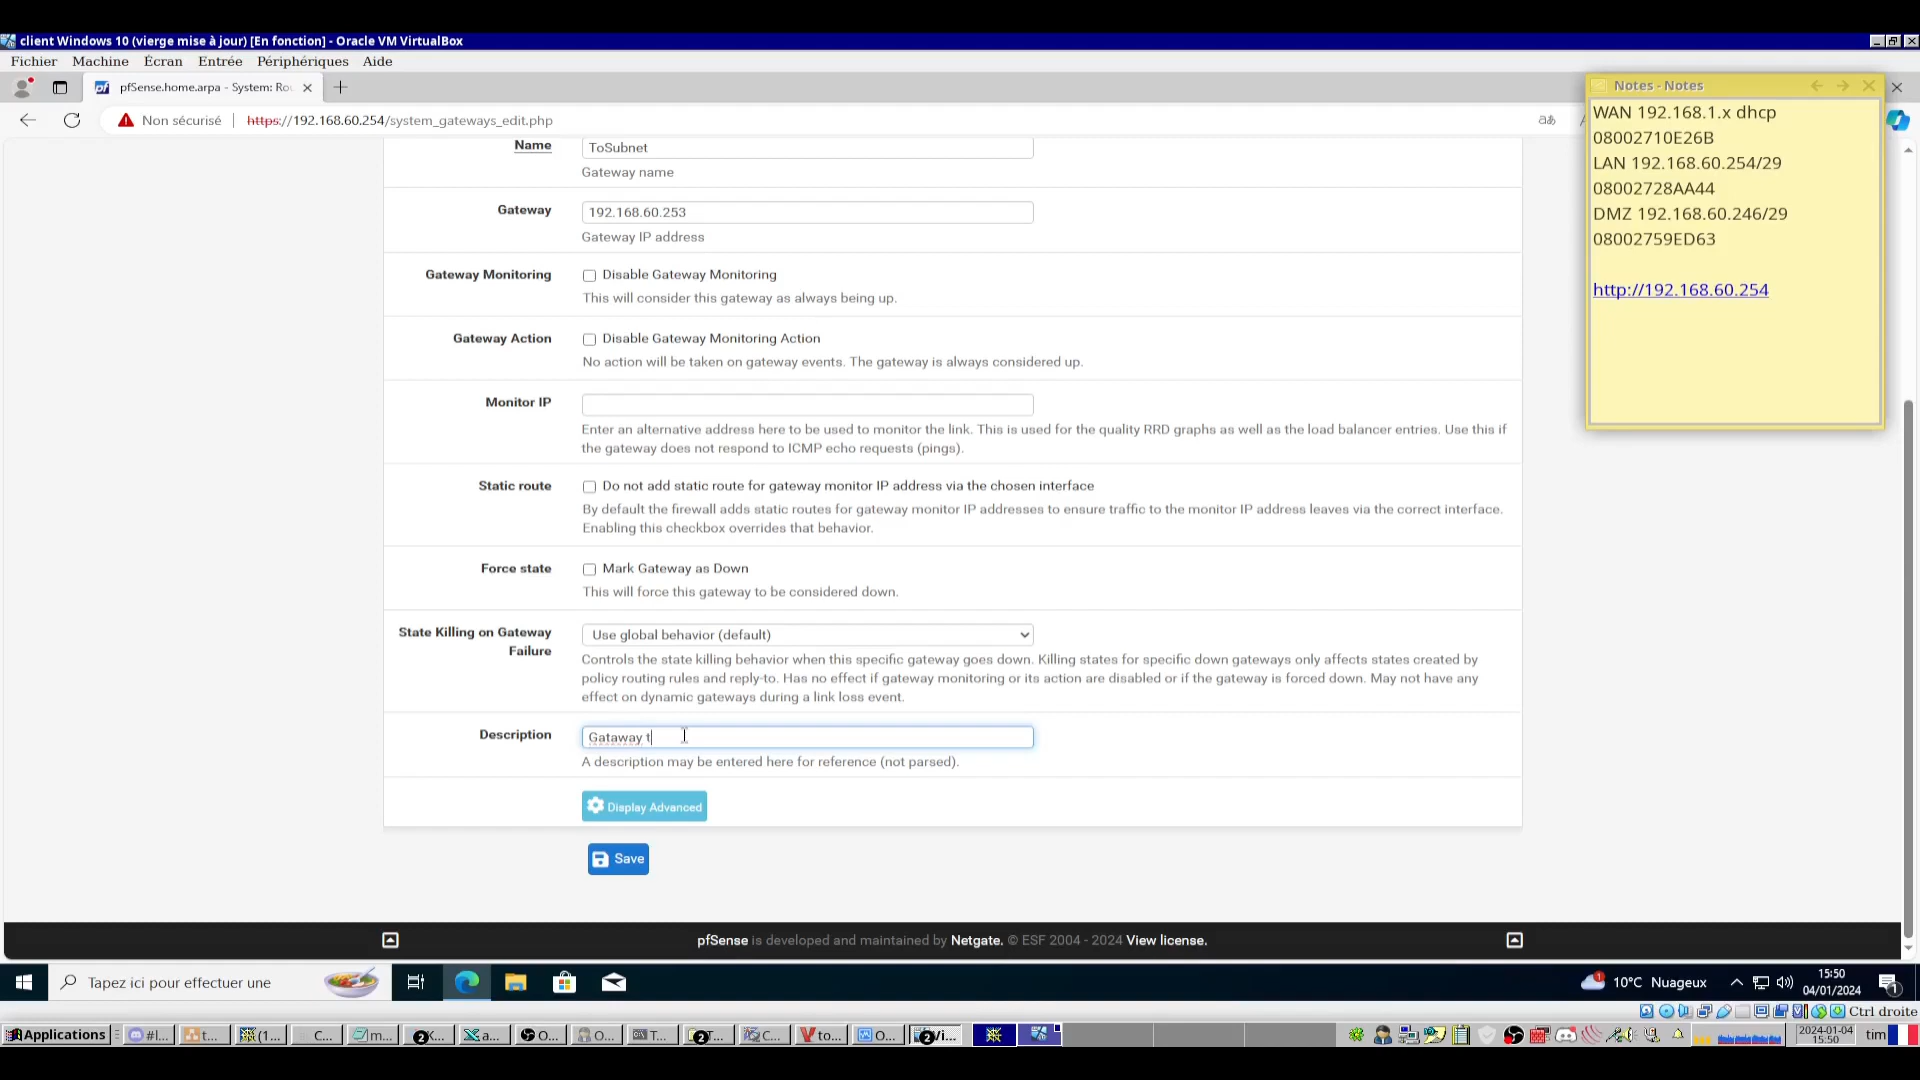 client Windows 10 (vierge mise à jour) [En fonction] - Oracle VM VirtualBox
Fichier Machine Écran Entrée Périphériques Aide
pfSense.home.arpa - System: Rou
Non sécurisé https://192.168.60.254/system_gateways_edit.php
Notes - Notes
WAN 192.168.1.x dhcp
08002710E26B
LAN 192.168.60.254/29
08002728AA44
DMZ 192.168.60.246/29
08002759ED63
http://192.168.60.254
Name ToSubnet
Gateway name
Gateway 192.168.60.253
Gateway IP address
Gateway Monitoring Disable Gateway Monitoring
This will consider this gateway as always being up.
Gateway Action Disable Gateway Monitoring Action
No action will be taken on gateway events. The gateway is always considered up.
Monitor IP
Enter an alternative address here to be used to monitor the link. This is used for the quality RRD graphs as well as the load balancer entries. Use this if
the gateway does not respond to ICMP echo requests (pings).
Static route Do not add static route for gateway monitor IP address via the chosen interface
By default the firewall adds static routes for gateway monitor IP addresses to ensure traffic to the monitor IP address leaves via the correct interface.
Enabling this checkbox overrides that behavior.
Force state Mark Gateway as Down
This will force this gateway to be considered down.
State Killing on Gateway
Failure
Use global behavior (default)
Controls the state killing behavior when this specific gateway goes down. Killing states for specific down gateways only affects states created by
policy routing rules and reply-to. Has no effect if gateway monitoring or its action are disabled or if the gateway is forced down. May not have any
effect on dynamic gateways during a link loss event.
Description Gataway t
A description may be entered here for reference (not parsed).
Display Advanced
Save
pfSense is developed and maintained by Netgate. © ESF 2004 - 2024 View license.
Tapez ici pour effectuer une
10°C Nuageux
15:50
04/01/2024
Ctrl droite
Applications #l... t... (1... C... m... K... a... O... O... T... T... C... to... O... i...
2024-01-04
15:50
tim